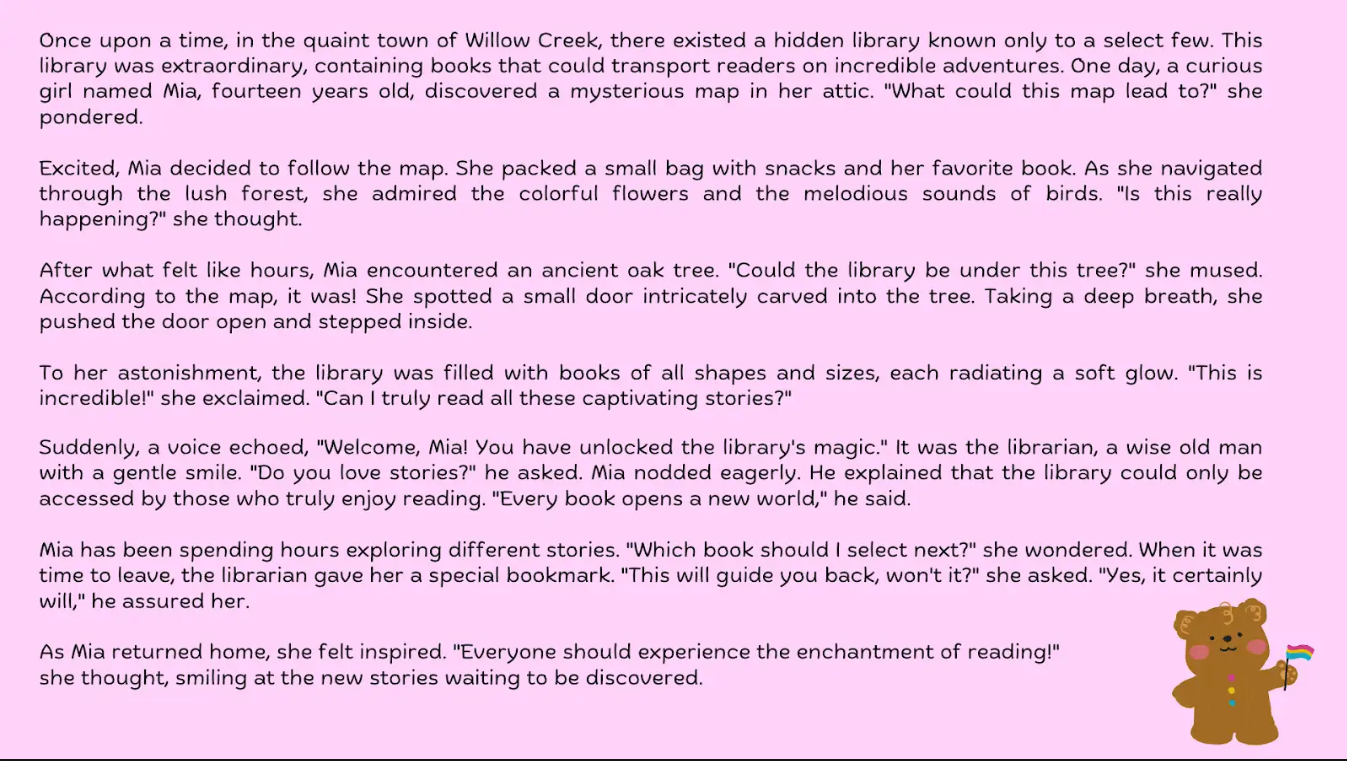 Once upon a time, in the quaint town of Willow Creek, there existed a hidden library known only to a select few. This
library was extraordinary, containing books that could transport readers on incredible adventures. One day, a curious
girl named Mia, fourteen years old, discovered a mysterious map in her attic. "What could this map lead to?" she
pondered.
Excited, Mia decided to follow the map. She packed a small bag with snacks and her favorite book. As she navigated
through the lush forest, she admired the colorful flowers and the melodious sounds of birds. "Is this really
happening?" she thought.
After what felt like hours, Mia encountered an ancient oak tree. "Could the library be under this tree?" she mused.
According to the map, it was! She spotted a small door intricately carved into the tree. Taking a deep breath, she
pushed the door open and stepped inside.
To her astonishment, the library was filled with books of all shapes and sizes, each radiating a soft glow. "This is
incredible!" she exclaimed. "Can I truly read all these captivating stories?"
Suddenly, a voice echoed, "Welcome, Mia! You have unlocked the library's magic." It was the librarian, a wise old man
with a gentle smile. "Do you love stories?" he asked. Mia nodded eagerly. He explained that the library could only be
accessed by those who truly enjoy reading. "Every book opens a new world," he said.
Mia has been spending hours exploring different stories. "Which book should I select next?" she wondered. When it was
time to leave, the librarian gave her a special bookmark. "This will guide you back, won't it?" she asked. "Yes, it certainly
will," he assured her.
As Mia returned home, she felt inspired. "Everyone should experience the enchantment of reading!"
she thought, smiling at the new stories waiting to be discovered.